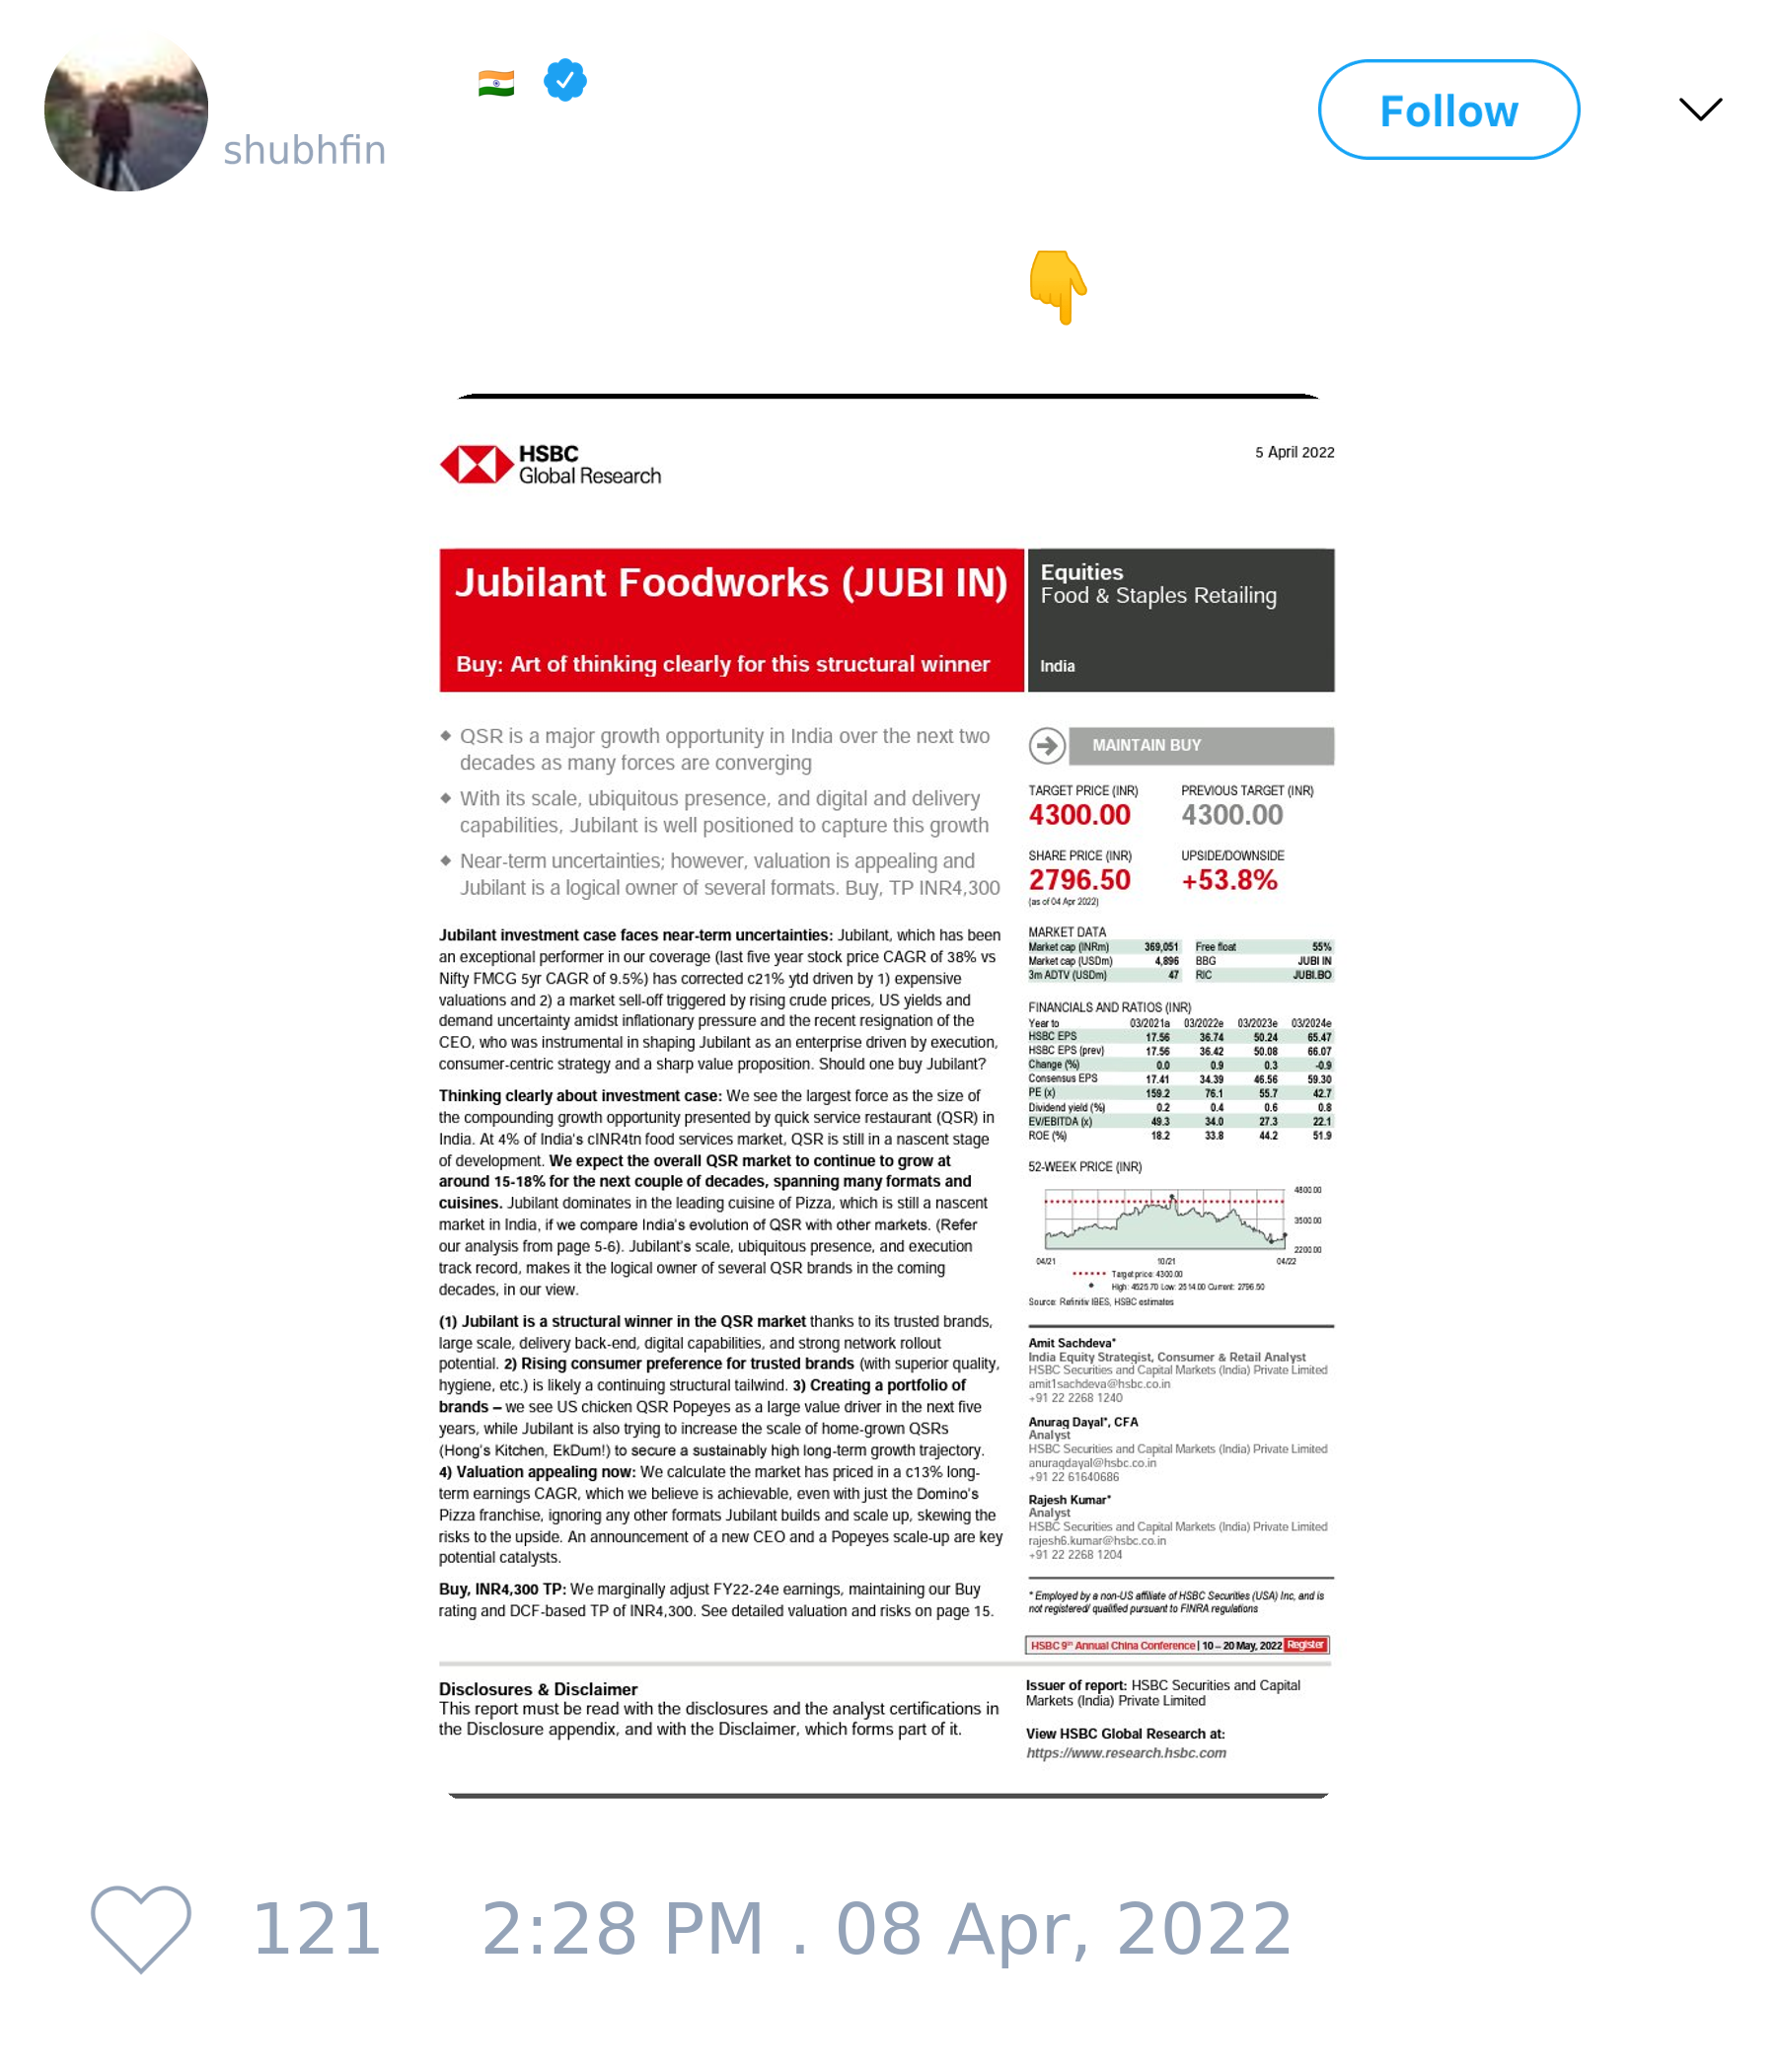 shubhfin
Follow
HSBC
Global Research
5 April 2022
Jubilant Foodworks (JUBI IN)
Buy: Art of thinking clearly for this structural winner
Equities
Food & Staples Retailing
India
◆ QSR is a major growth opportunity in India over the next two
decades as many forces are converging
◆ With its scale, ubiquitous presence, and digital and delivery
capabilities, Jubilant is well positioned to capture this growth
◆ Near-term uncertainties; however, valuation is appealing and
Jubilant is a logical owner of several formats. Buy, TP INR4,300
Jubilant investment case faces near-term uncertainties: Jubilant, which has been
an exceptional performer in our coverage (last five year stock price CAGR of 38% vs
Nifty FMCG 5yr CAGR of 9.5%) has corrected c21% ytd driven by 1) expensive
valuations and 2) a market sell-off triggered by rising crude prices, US yields and
demand uncertainty amidst inflationary pressure and the recent resignation of the
CEO, who was instrumental in shaping Jubilant as an enterprise driven by execution,
consumer-centric strategy and a sharp value proposition. Should one buy Jubilant?
Thinking clearly about investment case: We see the largest force as the size of
the compounding growth opportunity presented by quick service restaurant (QSR) in
India. At 4% of India's cINR4tn food services market, QSR is still in a nascent stage
of development. We expect the overall QSR market to continue to grow at
around 15-18% for the next couple of decades, spanning many formats and
cuisines. Jubilant dominates in the leading cuisine of Pizza, which is still a nascent
market in India, if we compare India's evolution of QSR with other markets. (Refer
our analysis from page 5-6). Jubilant's scale, ubiquitous presence, and execution
track record, makes it the logical owner of several QSR brands in the coming
decades, in our view.
(1) Jubilant is a structural winner in the QSR market thanks to its trusted brands,
large scale, delivery back-end, digital capabilities, and strong network rollout
potential. 2) Rising consumer preference for trusted brands (with superior quality,
hygiene, etc.) is likely a continuing structural tailwind. 3) Creating a portfolio of
brands – we see US chicken QSR Popeyes as a large value driver in the next five
years, while Jubilant is also trying to increase the scale of home-grown QSRs
(Hong's Kitchen, EkDum!) to secure a sustainably high long-term growth trajectory.
4) Valuation appealing now: We calculate the market has priced in a c13% long-
term earnings CAGR, which we believe is achievable, even with just the Domino's
Pizza franchise, ignoring any other formats Jubilant builds and scale up, skewing the
risks to the upside. An announcement of a new CEO and a Popeyes scale-up are key
potential catalysts.
Buy, INR4,300 TP: We marginally adjust FY22-24e earnings, maintaining our Buy
rating and DCF-based TP of INR4,300. See detailed valuation and risks on page 15.
MAINTAIN BUY
TARGET PRICE (INR) PREVIOUS TARGET (INR)
4300.00 4300.00
SHARE PRICE (INR) UPSIDE/DOWNSIDE
2796.50 +53.8%
(as of 04 Apr 2022)
MARKET DATA
Market cap (INRm) 369,051 Free float 55%
Market cap (USDm) 4,896 BBG JUBI IN
3m ADTV (USDm) 47 RIC JUBI.BO
FINANCIALS AND RATIOS (INR)
Year to 03/2021a 03/2022e 03/2023e 03/2024e
HSBC EPS 17.56 36.74 50.24 65.47
HSBC EPS (prev) 17.56 36.42 50.08 66.07
Change (%) 0.0 0.9 0.3 -0.9
Consensus EPS 17.41 34.39 46.56 59.30
PE (x) 159.2 76.1 55.7 42.7
Dividend yield (%) 0.2 0.4 0.6 0.8
EV/EBITDA (x) 49.3 34.0 27.3 22.1
ROE (%) 18.2 33.8 44.2 51.9
52-WEEK PRICE (INR)
4800.00
3500.00
2200.00
04/21 10/21 04/22
Target price: 4300.00
High: 4525.70 Low: 2514.00 Current: 2796.50
Source: Refinitiv IBES, HSBC estimates
Amit Sachdeva*
India Equity Strategist, Consumer & Retail Analyst
HSBC Securities and Capital Markets (India) Private Limited
amit1sachdeva@hsbc.co.in
+91 22 2268 1240
Anurag Dayal*, CFA
Analyst
HSBC Securities and Capital Markets (India) Private Limited
anuragdayal@hsbc.co.in
+91 22 61640686
Rajesh Kumar*
Analyst
HSBC Securities and Capital Markets (India) Private Limited
rajesh6.kumar@hsbc.co.in
+91 22 2268 1204
* Employed by a non-US affiliate of HSBC Securities (USA) Inc, and is
not registered/ qualified pursuant to FINRA regulations
HSBC 9th Annual China Conference | 10 – 20 May, 2022 Register
Disclosures & Disclaimer
This report must be read with the disclosures and the analyst certifications in
the Disclosure appendix, and with the Disclaimer, which forms part of it.
Issuer of report: HSBC Securities and Capital
Markets (India) Private Limited
View HSBC Global Research at:
https://www.research.hsbc.com
121 2:28 PM . 08 Apr, 2022